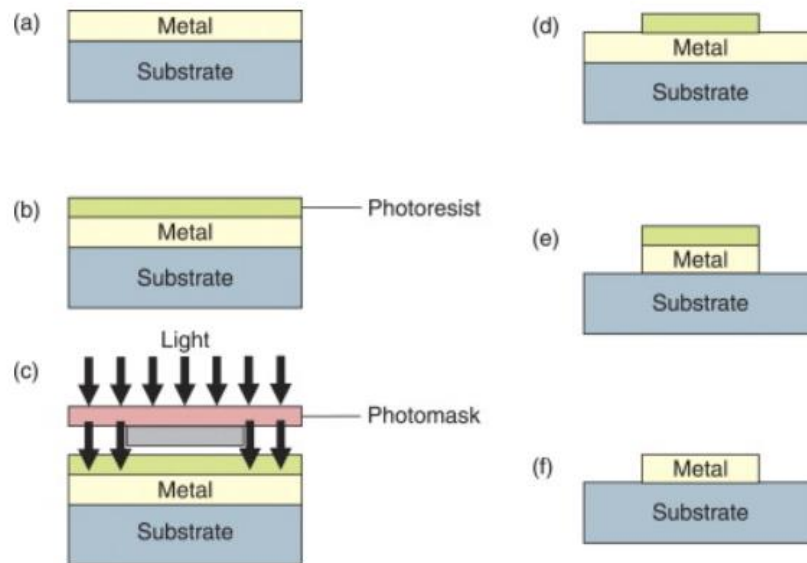 (a)
Metal
Substrate
(b)
Photoresist
Metal
Substrate
(c)
Light
Photomask
Metal
Substrate
(d)
Metal
Substrate
(e)
Metal
Substrate
(f)
Metal
Substrate